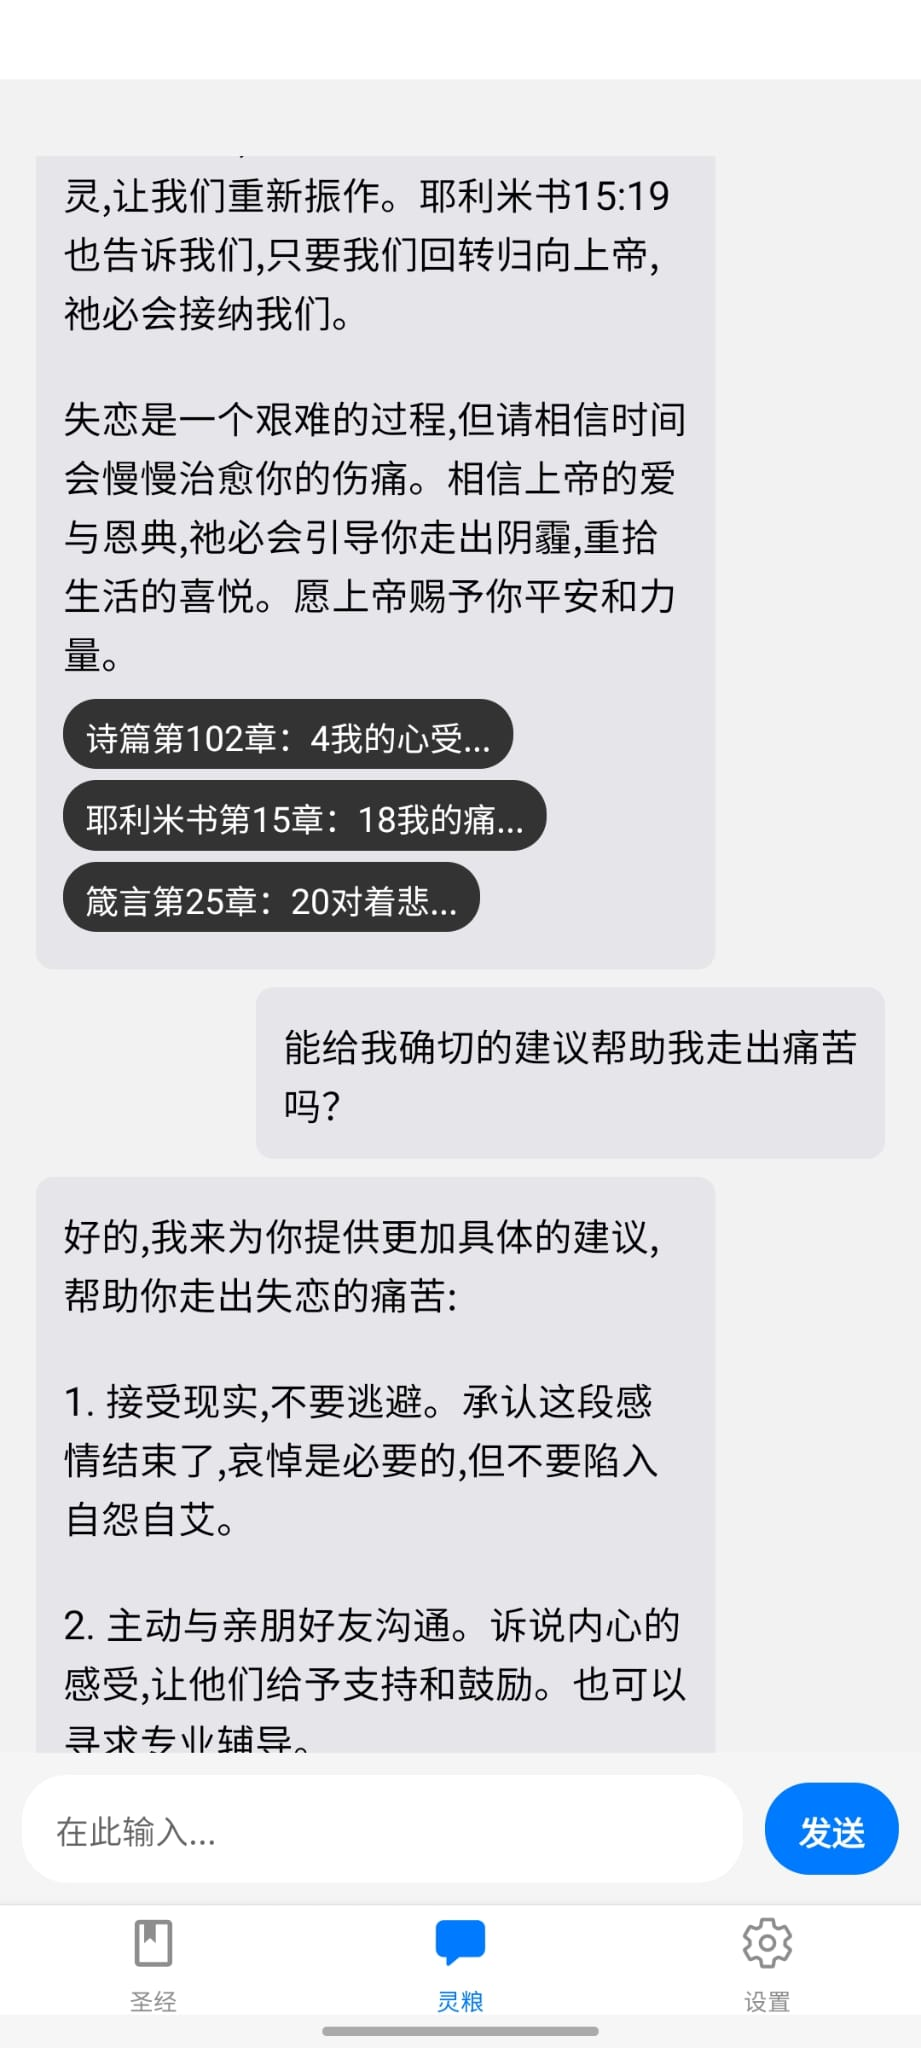 灵,让我们重新振作。耶利米书15:19
也告诉我们,只要我们回转归向上帝,
祂必会接纳我们。
失恋是一个艰难的过程,但请相信时间
会慢慢治愈你的伤痛。相信上帝的爱
与恩典,祂必会引导你走出阴霾,重拾
生活的喜悦。愿上帝赐予你平安和力
量。
诗篇第102章：4我的心受...
耶利米书第15章：18我的痛...
箴言第25章：20对着悲...
能给我确切的建议帮助我走出痛苦
吗？
好的,我来为你提供更加具体的建议,
帮助你走出失恋的痛苦:
1. 接受现实,不要逃避。承认这段感
情结束了,哀悼是必要的,但不要陷入
自怨自艾。
2. 主动与亲朋好友沟通。诉说内心的
感受,让他们给予支持和鼓励。也可以
寻求专业辅导。
在此输入...
发送
圣经
灵粮
设置